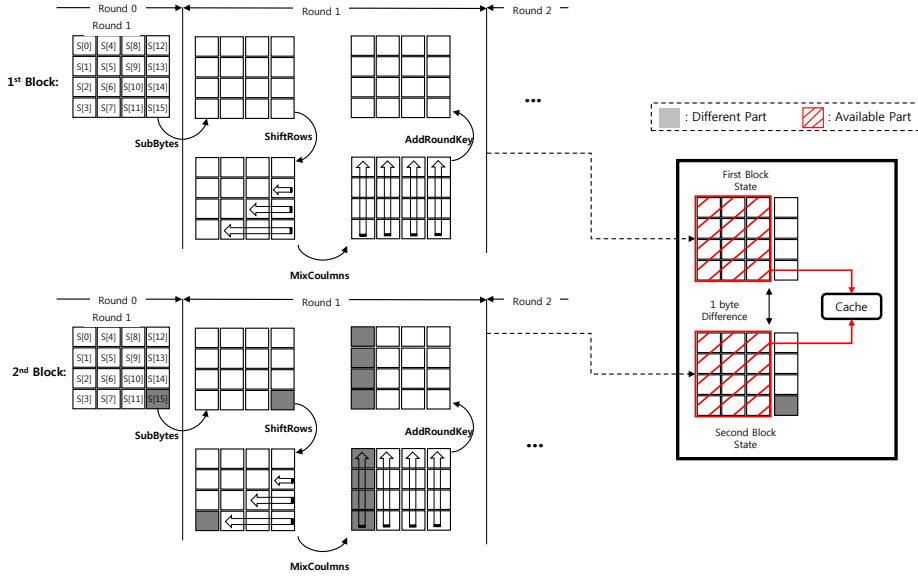 Round 0
Round 1
Round 2
Round 1
1st Block:
S[0] S[4] S[8] S[12]
S[1] S[5] S[9] S[13]
S[2] S[6] S[10] S[14]
S[3] S[7] S[11] S[15]
SubBytes
ShiftRows
AddRoundKey
MixCoulmns
...
: Different Part
: Available Part
First Block
State
1 byte
Difference
Cache
Second Block
State
Round 0
Round 1
Round 2
Round 1
2nd Block:
S[0] S[4] S[8] S[12]
S[1] S[5] S[9] S[13]
S[2] S[6] S[10] S[14]
S[3] S[7] S[11] S[15]
SubBytes
ShiftRows
AddRoundKey
MixCoulmns
...